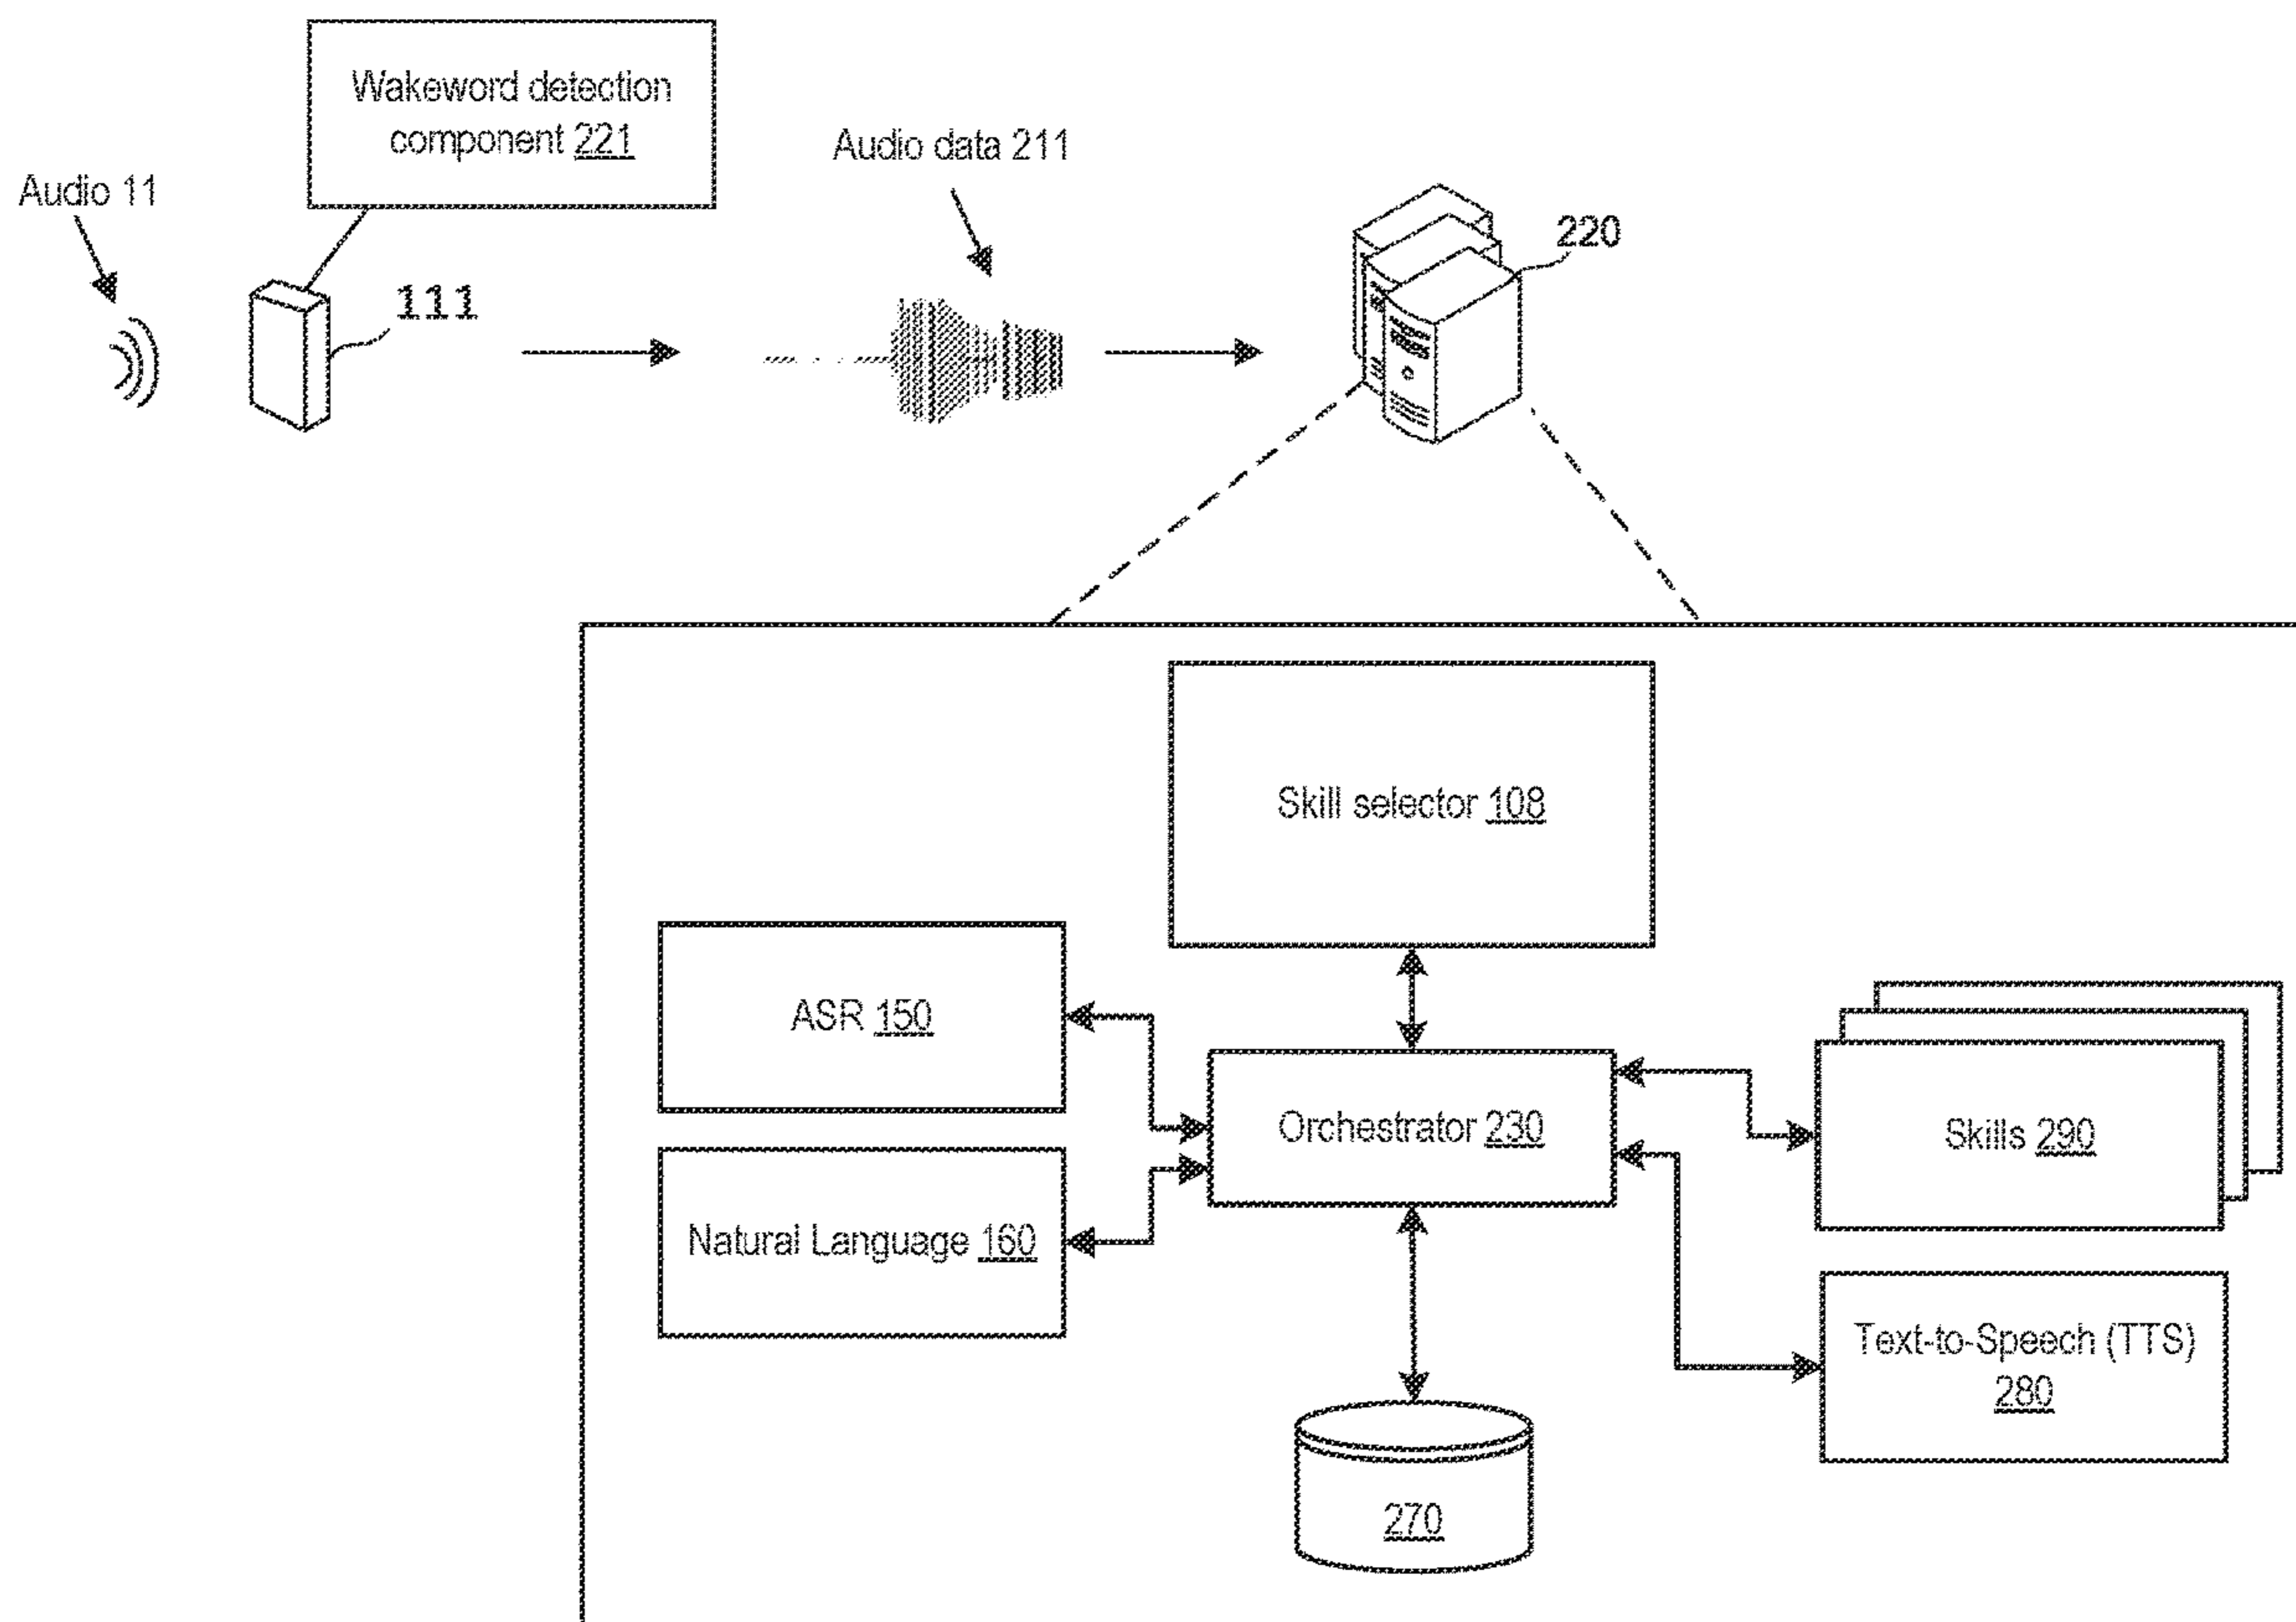 Wakeword detection
component 221
Audio data 211
Audio 11
220
111
Skill selector 108
ASR 150
Orchestrator 230
Skills 290
Natural Language 160
Text-to-Speech (TTS)
280
270